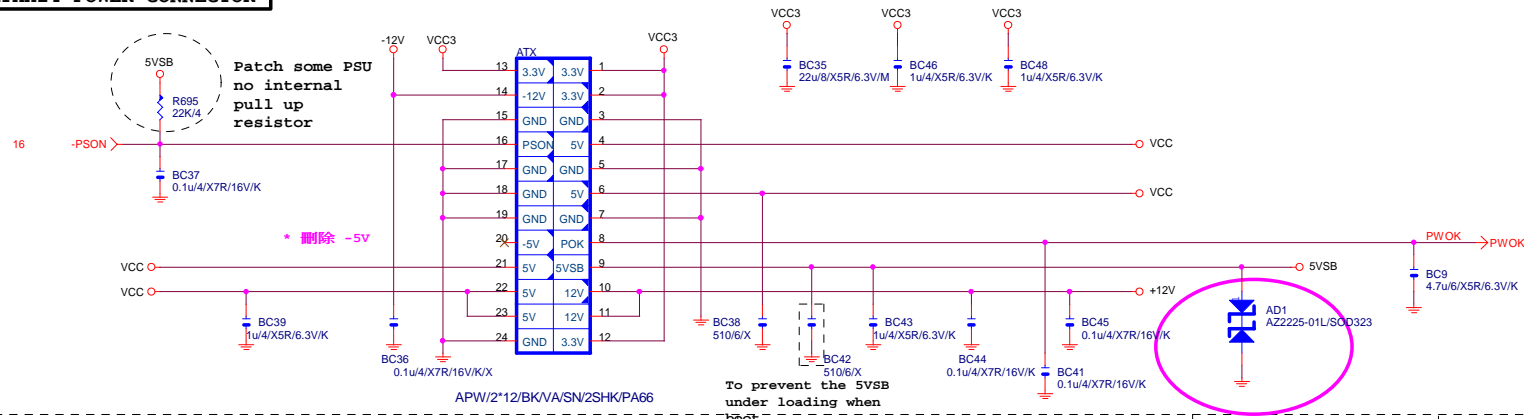 POWER CONNECTOR
5VSB
R695
22K/4
Patch some PSU
no internal
pull up
resistor
16
-PSON
BC37
0.1u/4/X7R/16V/K
* 刪除 -5V
VCC
VCC
BC39
1u/4/X5R/6.3V/K
-12V
VCC3
BC36
0.1u/4/X7R/16V/K/X
ATX
VCC3
13 3.3V 3.3V 1
14 -12V 3.3V 2
15 GND GND 3
16 PSON 5V 4
17 GND GND 5
18 GND 5V 6
19 GND GND 7
20 -5V POK 8
21 5V 5VSB 9
22 5V 12V 10
23 5V 12V 11
24 GND 3.3V 12
APW/2*12/BK/VA/SN/2SHK/PA66
VCC3
BC35
22u/8/X5R/6.3V/M
VCC3
BC46
1u/4/X5R/6.3V/K
VCC3
BC48
1u/4/X5R/6.3V/K
VCC
VCC
PWOK
PWOK
5VSB
+12V
BC9
4.7u/6/X5R/6.3V/K
AD1
AZ2225-01L/SOD323
BC38
510/6/X
BC42
510/6/X
BC43
1u/4/X5R/6.3V/K
BC44
0.1u/4/X7R/16V/K
BC45
0.1u/4/X7R/16V/K
BC41
0.1u/4/X7R/16V/K
To prevent the 5VSB
under loading when